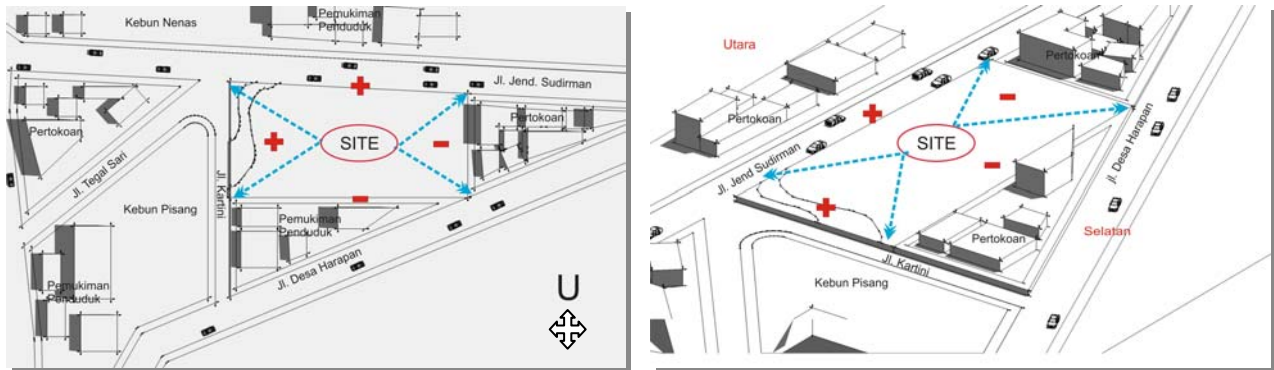 Kebun Nenas
Pemukiman
Penduduk
Jl. Jend. Sudirman
Pertokoan
Pertokoan
SITE
Jl. Tegal Sari
Jl. Kartini
Kebun Pisang
Pemukiman
Penduduk
Jl. Desa Harapan
Pemukiman
Penduduk
U
Utara
Pertokoan
Pertokoan
SITE
Jl. Jend Sudirman
jl. Desa Harapan
Selatan
Pertokoan
Jl. Kartini
Kebun Pisang